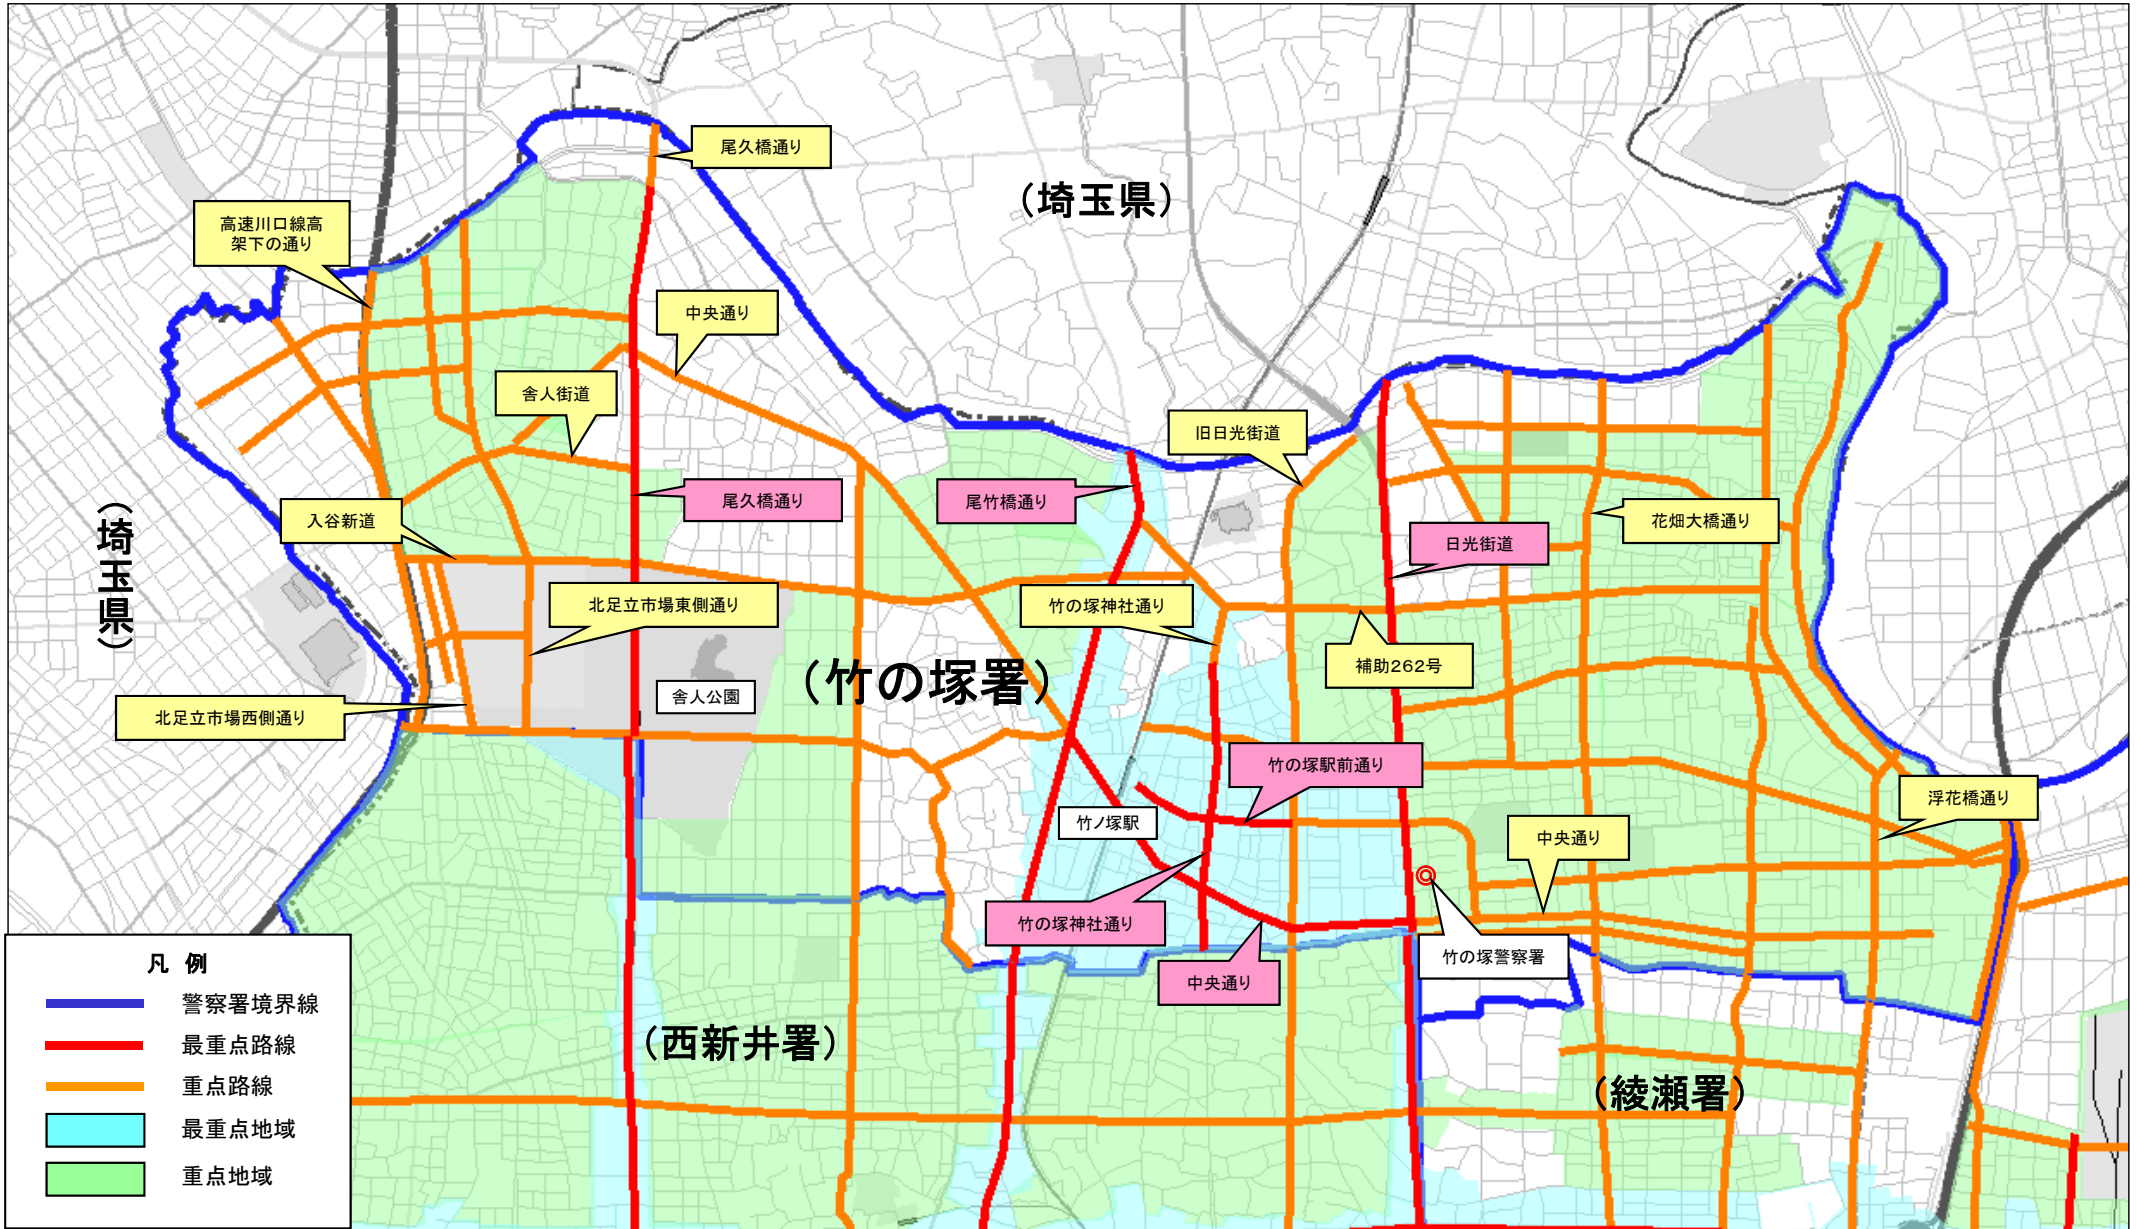 尾久橋通り
(埼玉県)
高速川口線高
架下の通り
中央通り
舎人街道
旧日光街道
尾久橋通り
尾竹橋通り
入谷新道
花畑大橋通り
日光街道
(埼玉県)
北足立市場東側通り
竹の塚神社通り
補助262号
(竹の塚署)
舎人公園
北足立市場西側通り
竹の塚駅前通り
浮花橋通り
竹ノ塚駅
中央通り
竹の塚神社通り
竹の塚警察署
中央通り
(西新井署)
(綾瀬署)
凡 例
警察署境界線
最重点路線
重点路線
最重点地域
重点地域